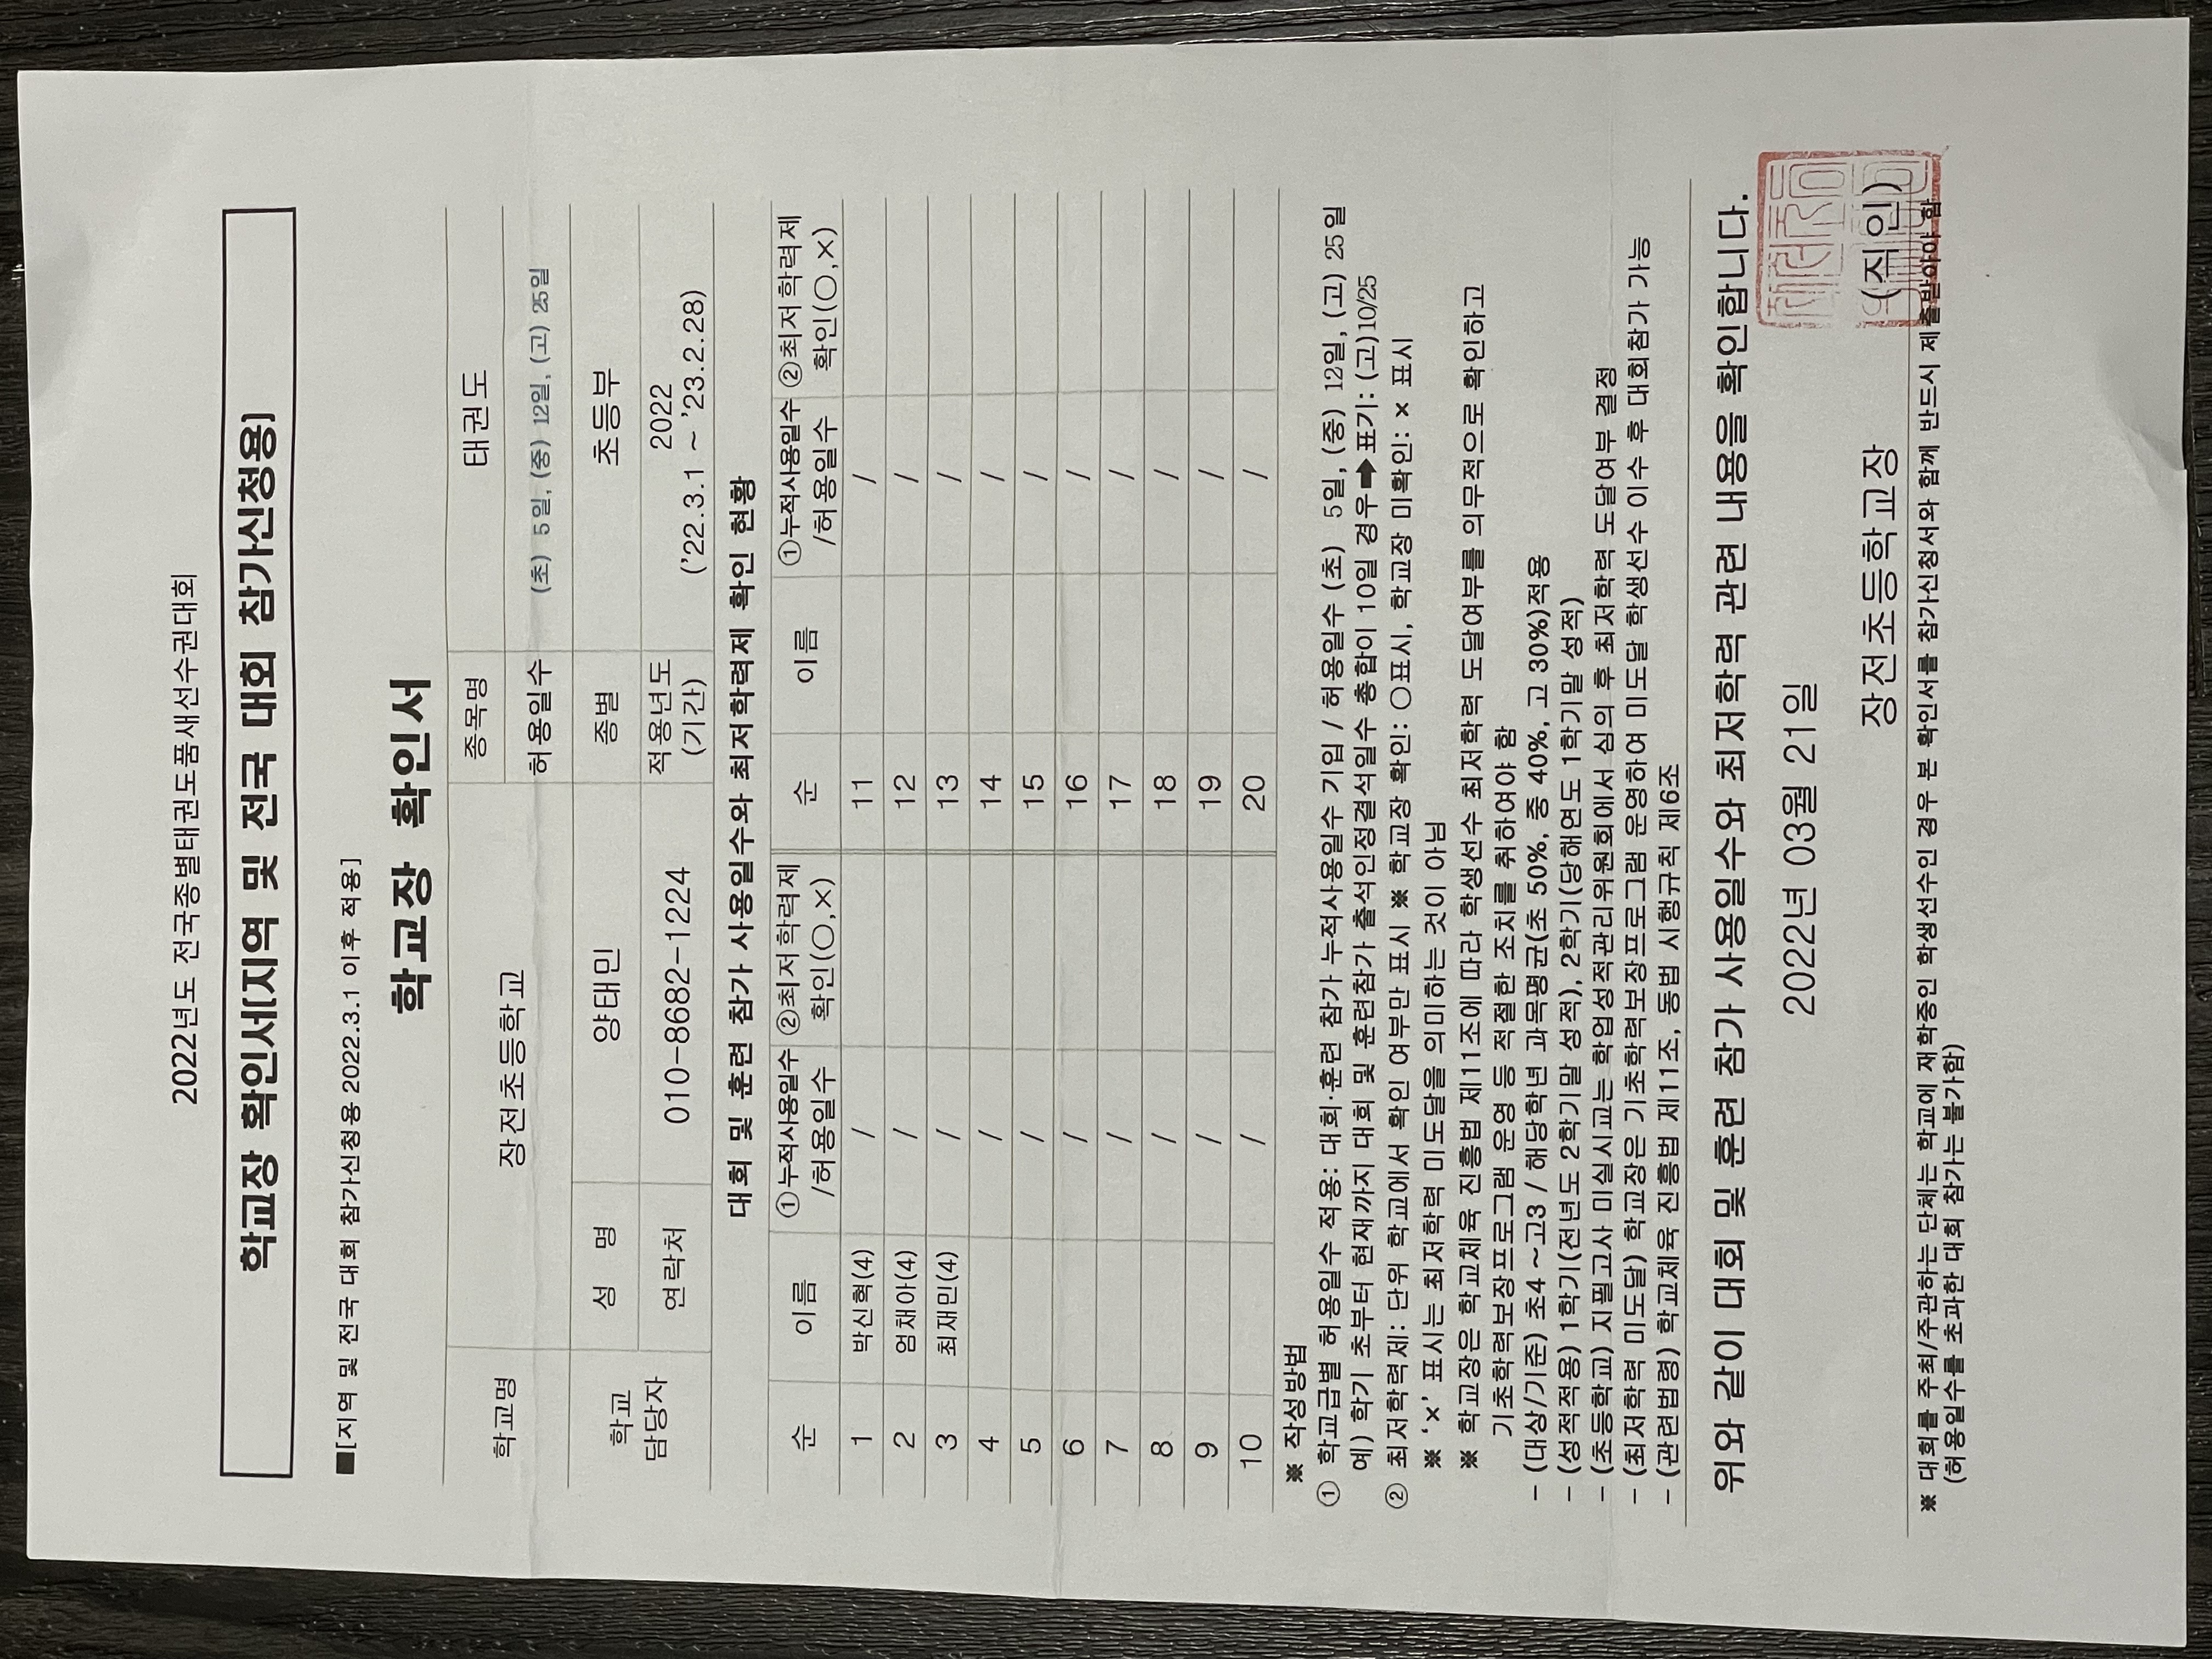 2022년도 전국종별태권도품새선수권대회
학교장 확인서[지역 및 전국 대회 참가신청용]
■[지역 및 전국 대회 참가신청용 2022.3.1 이후 적용]
학교장 확인서
학교명 장전초등학교 종목명 태권도
허용일수 (초) 5일, (중) 12일, (고) 25일
학교 담당자 성 명 양태민 종별 초등부
연락처 010-8682-1224 적용년도 (기간) 2022 ('22.3.1 ~ '23.2.28)
대회 및 훈련 참가 사용일수와 최저학력제 확인 현황
순 이름 ①누적사용일수 /허용일수 ②최저학력제 확인(○,×) 순 이름 ①누적사용일수 /허용일수 ②최저학력제 확인(○,×)
1 박신혁(4) / 11 /
2 엄채아(4) / 12 /
3 최재민(4) / 13 /
4 / 14 /
5 / 15 /
6 / 16 /
7 / 17 /
8 / 18 /
9 / 19 /
10 / 20 /
※ 작성방법
① 학교급별 허용일수 적용: 대회·훈련 참가 누적사용일수 기입 / 허용일수 (초) 5일, (중) 12일, (고) 25일
예) 학기 초부터 현재까지 대회 및 훈련참가 출석인정결석일수 총합이 10일 경우➡표기: (고)10/25
② 최저학력제: 단위 학교에서 확인 여부만 표시 ※ 학교장 확인: ○표시, 학교장 미확인: × 표시
※ '×' 표시는 최저학력 미도달을 의미하는 것이 아님
※ 학교장은 학교체육 진흥법 제11조에 따라 학생선수 최저학력 도달여부를 의무적으로 확인하고
기초학력보장프로그램 운영 등 적절한 조치를 취하여야 함
- (대상/기준) 초4 ~ 고3 / 해당학년 과목평균(초 50%, 중 40%, 고 30%)적용
- (성적적용) 1학기(전년도 2학기말 성적), 2학기(당해연도 1학기말 성적)
- (초등학교) 지필고사 미실시교는 학업성적관리위원회에서 심의 후 최저학력 도달여부 결정
- (최저학력 미도달) 학교장은 기초학력보장프로그램 운영하여 미도달 학생선수 이수 후 대회참가 가능
- (관련법령) 학교체육 진흥법 제11조, 동법 시행규칙 제6조
위와 같이 대회 및 훈련 참가 사용일수와 최저학력 관련 내용을 확인합니다.
2022년 03월 21일
장전초등학교장 (직인)
※ 대회를 주최/주관하는 단체는 학교에 재학중인 학생선수인 경우 본 확인서를 참가신청서와 함께 반드시 제출받아야 함
(허용일수를 초과한 대회 참가는 불가함)